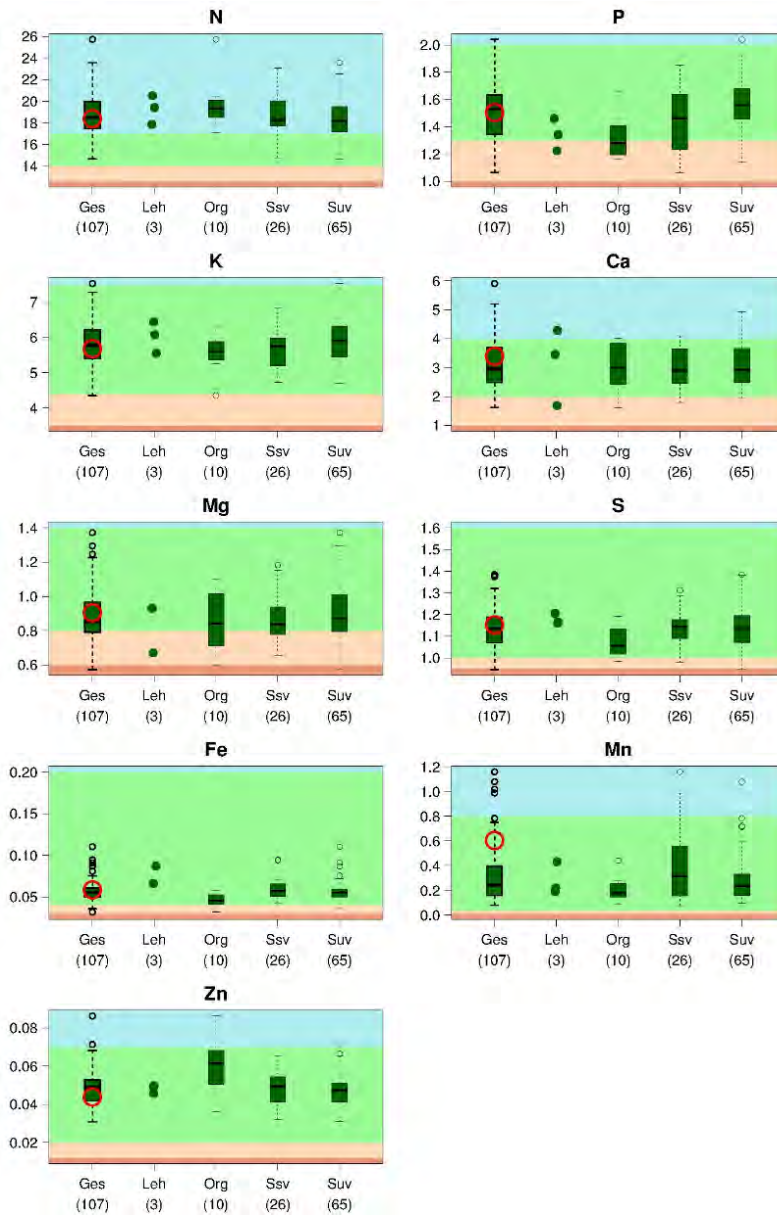 N
26
24
22
20
18
16
14
Ges Leh Org Ssv Suv
(107) (3) (10) (26) (65)
P
2.0
1.8
1.6
1.4
1.2
1.0
Ges Leh Org Ssv Suv
(107) (3) (10) (26) (65)
K
7
6
5
4
Ges Leh Org Ssv Suv
(107) (3) (10) (26) (65)
Ca
6
5
4
3
2
1
Ges Leh Org Ssv Suv
(107) (3) (10) (26) (65)
Mg
1.4
1.2
1.0
0.8
0.6
Ges Leh Org Ssv Suv
(107) (3) (10) (26) (65)
S
1.6
1.5
1.4
1.3
1.2
1.1
1.0
Ges Leh Org Ssv Suv
(107) (3) (10) (26) (65)
Fe
0.20
0.15
0.10
0.05
Ges Leh Org Ssv Suv
(107) (3) (10) (26) (65)
Mn
1.2
1.0
0.8
0.6
0.4
0.2
0.0
Ges Leh Org Ssv Suv
(107) (3) (10) (26) (65)
Zn
0.08
0.06
0.04
0.02
Ges Leh Org Ssv Suv
(107) (3) (10) (26) (65)